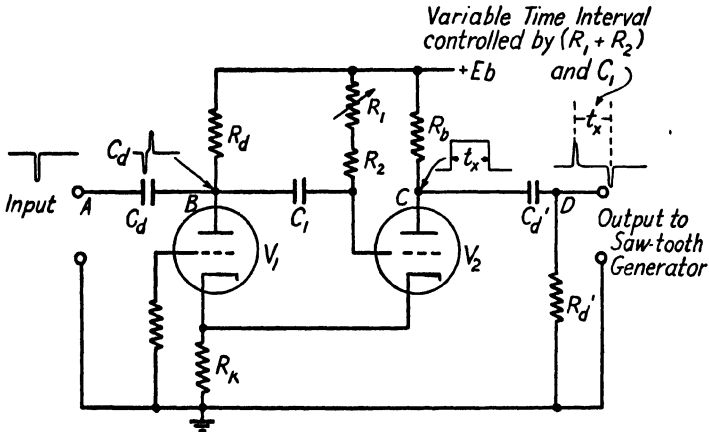 Variable Time Interval
controlled by (R₁ + R₂)
and C₁
+Eb
R₁
tₓ
Cd
Rd
R₂
Rb
tₓ
Input
A
Cd
B
C₁
C
Cd'
D
Output to
Saw-tooth
Generator
V₁
V₂
Rd'
Rₖ